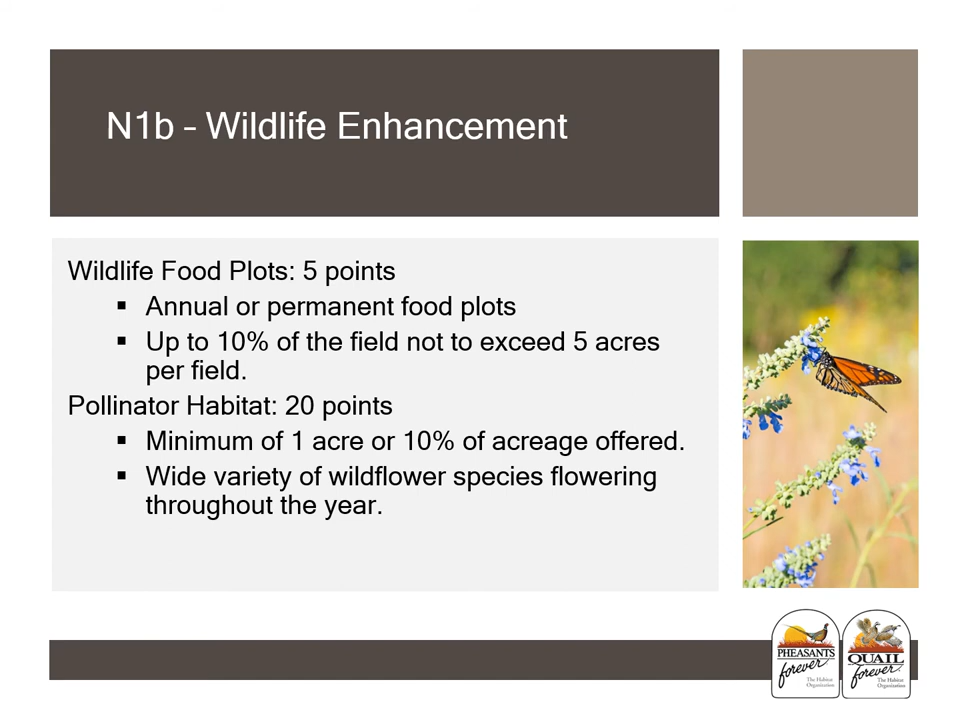 N1b – Wildlife Enhancement
Wildlife Food Plots: 5 points
▪ Annual or permanent food plots
▪ Up to 10% of the field not to exceed 5 acres
per field.
Pollinator Habitat: 20 points
▪ Minimum of 1 acre or 10% of acreage offered.
▪ Wide variety of wildflower species flowering
throughout the year.
PHEASANTS
forever
The Habitat
Organization
QUAIL
forever
The Habitat
Organization